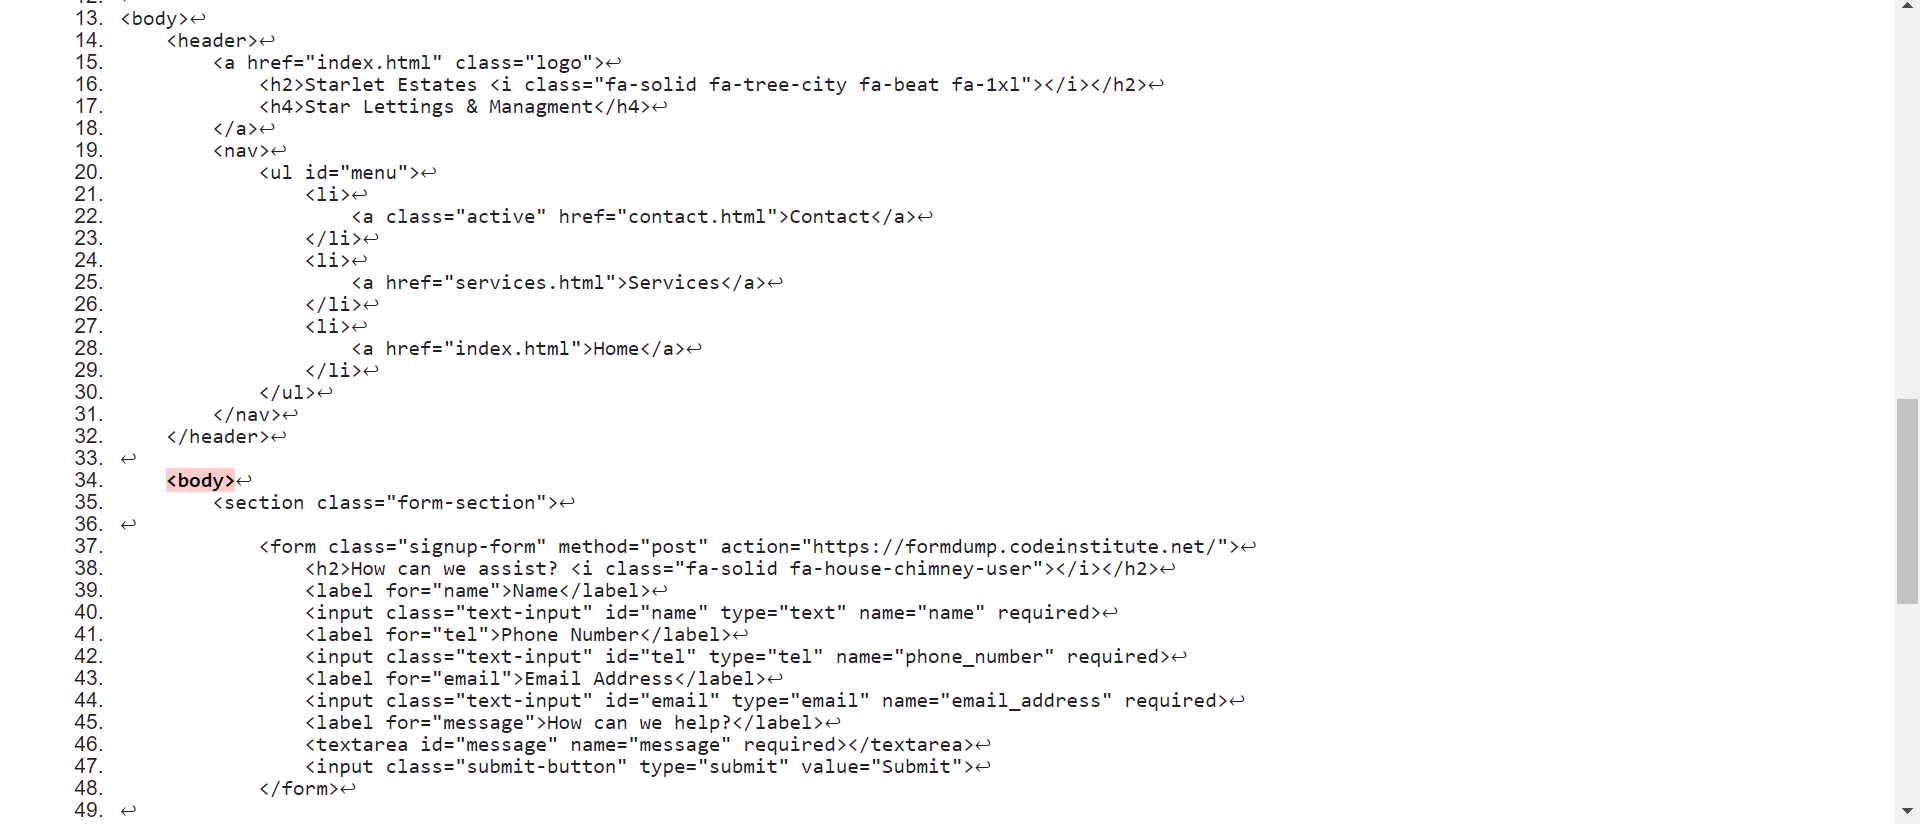 13. <body>↩
14.     <header>↩
15.         <a href="index.html" class="logo">↩
16.             <h2>Starlet Estates <i class="fa-solid fa-tree-city fa-beat fa-1xl"></i></h2>↩
17.             <h4>Star Lettings & Managment</h4>↩
18.         </a>↩
19.         <nav>↩
20.             <ul id="menu">↩
21.                 <li>↩
22.                     <a class="active" href="contact.html">Contact</a>↩
23.                 </li>↩
24.                 <li>↩
25.                     <a href="services.html">Services</a>↩
26.                 </li>↩
27.                 <li>↩
28.                     <a href="index.html">Home</a>↩
29.                 </li>↩
30.             </ul>↩
31.         </nav>↩
32.     </header>↩
33. ↩
34.     <body>↩
35.         <section class="form-section">↩
36. ↩
37.             <form class="signup-form" method="post" action="https://formdump.codeinstitute.net/">↩
38.                 <h2>How can we assist? <i class="fa-solid fa-house-chimney-user"></i></h2>↩
39.                 <label for="name">Name</label>↩
40.                 <input class="text-input" id="name" type="text" name="name" required>↩
41.                 <label for="tel">Phone Number</label>↩
42.                 <input class="text-input" id="tel" type="tel" name="phone_number" required>↩
43.                 <label for="email">Email Address</label>↩
44.                 <input class="text-input" id="email" type="email" name="email_address" required>↩
45.                 <label for="message">How can we help?</label>↩
46.                 <textarea id="message" name="message" required></textarea>↩
47.                 <input class="submit-button" type="submit" value="Submit">↩
48.             </form>↩
49. ↩